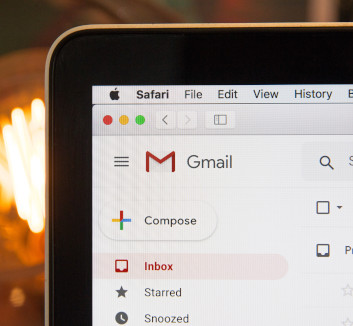 Safari File Edit View History
Gmail
Compose
Inbox
Starred
Snoozed